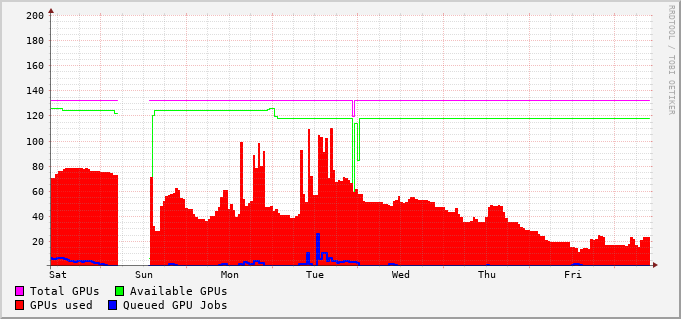 RRDTOOL / TOBI OETIKER
200
180
160
140
120
100
80
60
40
20
Sat Sun Mon Tue Wed Thu Fri
Total GPUs Available GPUs
GPUs used Queued GPU Jobs